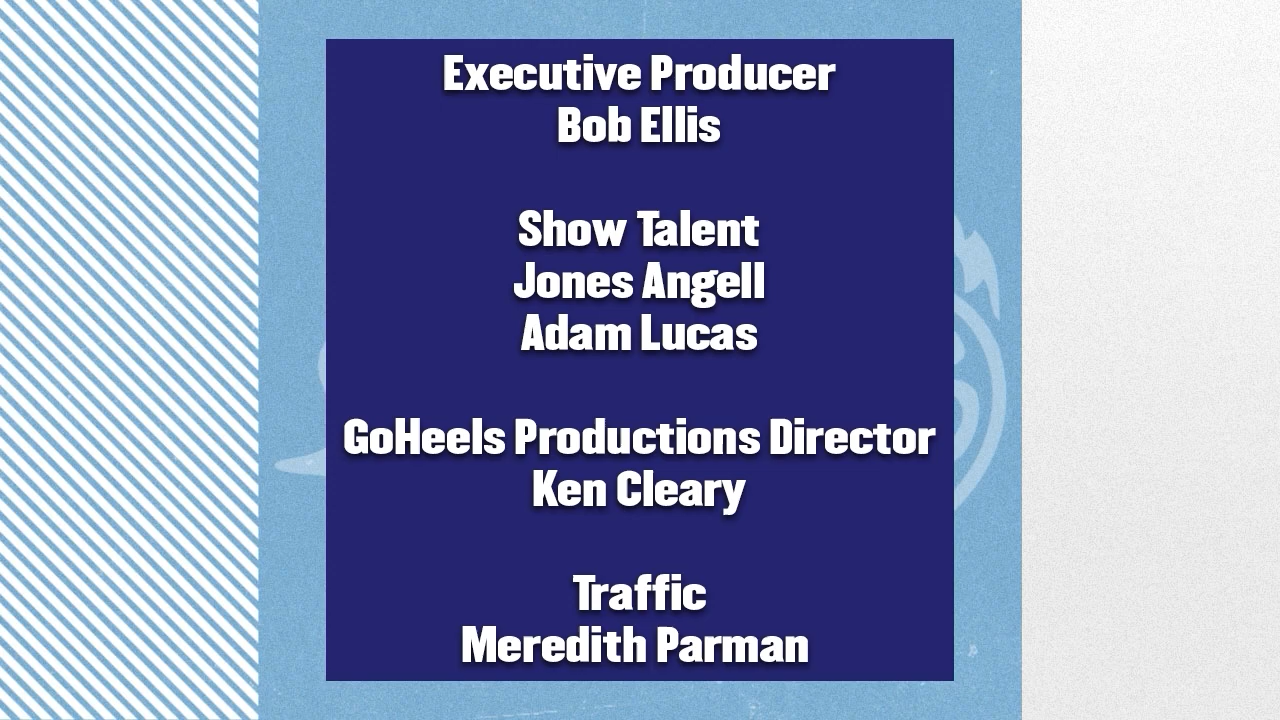 Executive Producer
Bob Ellis
Show Talent
Jones Angell
Adam Lucas
GoHeels Productions Director
Ken Cleary
Traffic
Meredith Parman